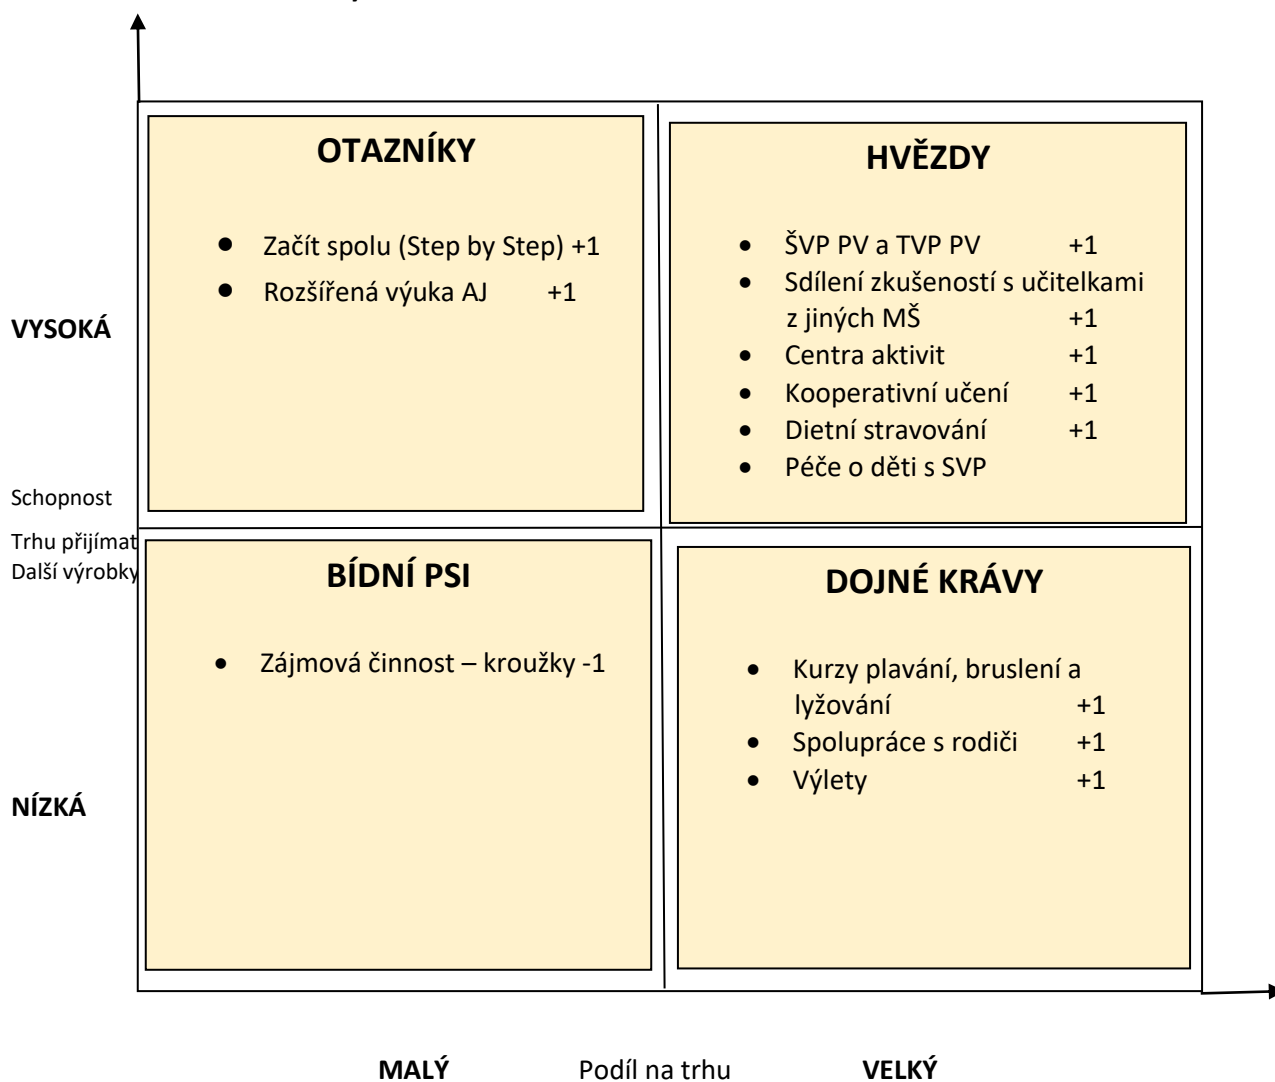 OTAZNÍKY
• Začít spolu (Step by Step) +1
• Rozšířená výuka AJ +1
HVĚZDY
• ŠVP PV a TVP PV +1
• Sdílení zkušeností s učitelkami
z jiných MŠ +1
• Centra aktivit +1
• Kooperativní učení +1
• Dietní stravování +1
• Péče o děti s SVP
VYSOKÁ
Schopnost
Trhu přijímat
Další výrobky
BÍDNÍ PSI
• Zájmová činnost – kroužky -1
DOJNÉ KRÁVY
• Kurzy plavání, bruslení a
lyžování +1
• Spolupráce s rodiči +1
• Výlety +1
NÍZKÁ
MALÝ Podíl na trhu VELKÝ